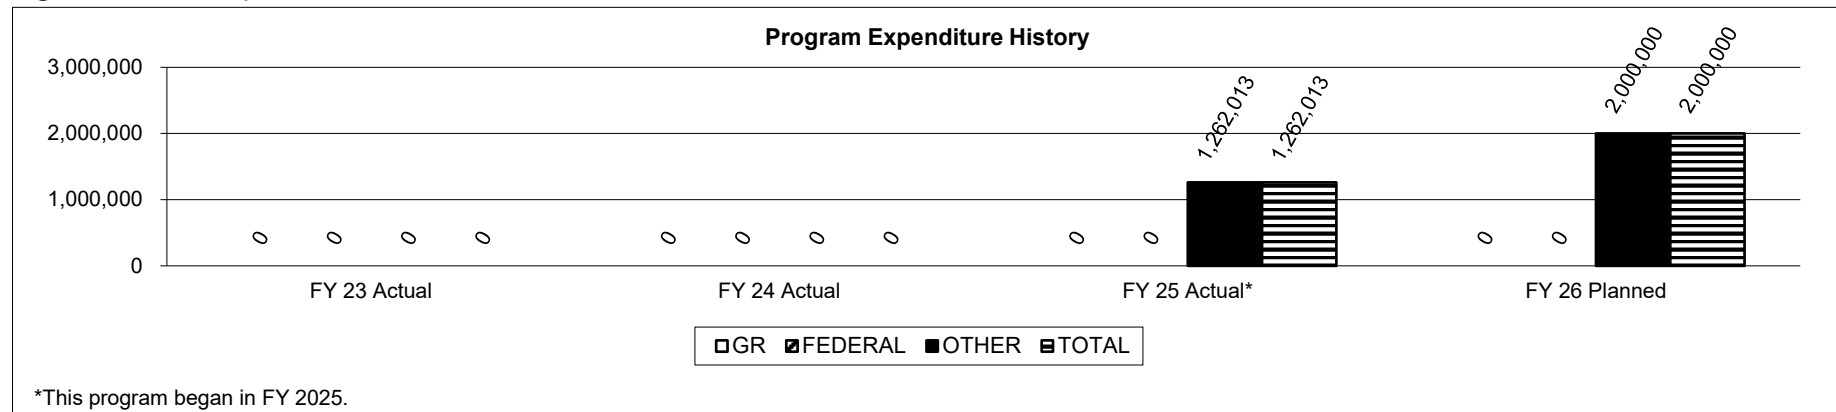 Program Expenditure History
3,000,000
2,000,000
1,000,000
0
0 0 0 0
0 0 0 0
0 0 1,262,013 1,262,013
0 0 2,000,000 2,000,000
FY 23 Actual FY 24 Actual FY 25 Actual* FY 26 Planned
GR FEDERAL OTHER TOTAL
*This program began in FY 2025.